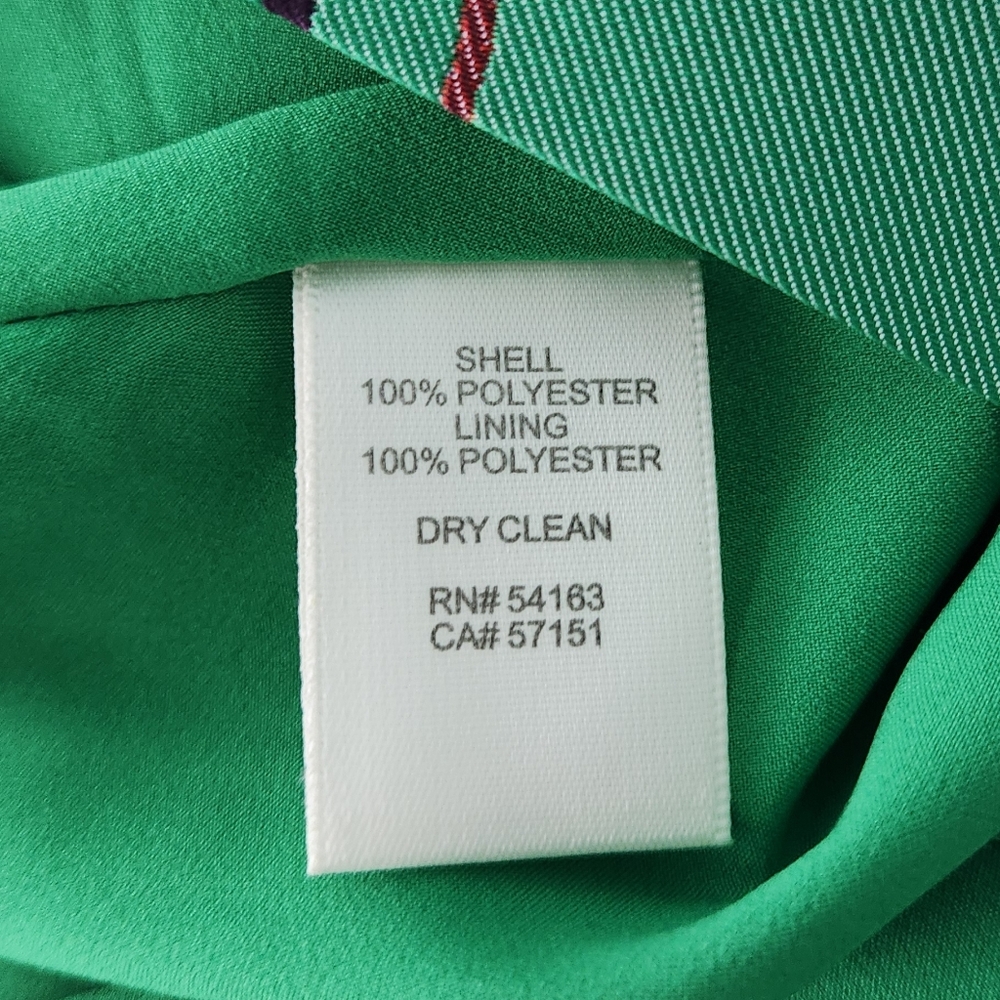 SHELL
100% POLYESTER
LINING
100% POLYESTER
DRY CLEAN
RN# 54163
CA# 57151